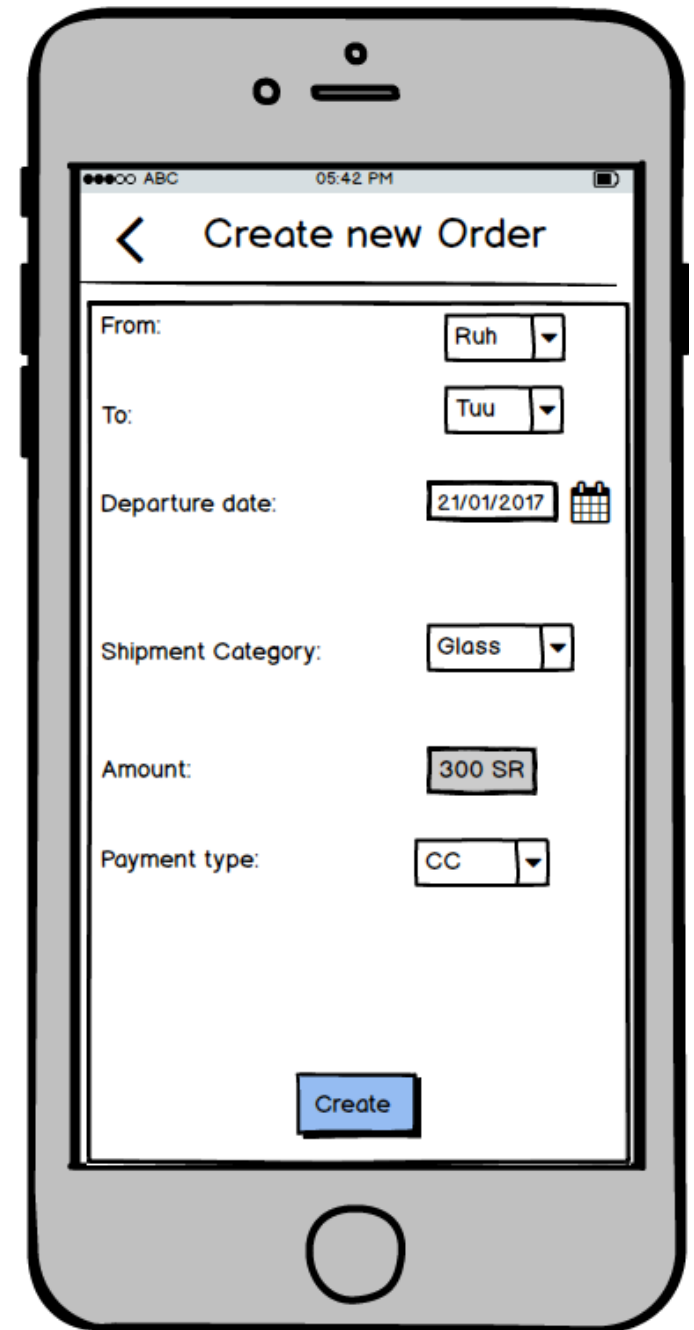 ABC 05:42 PM
Create new Order
From: Ruh
To: Tuu
Departure date: 21/01/2017
Shipment Category: Glass
Amount: 300 SR
Payment type: CC
Create